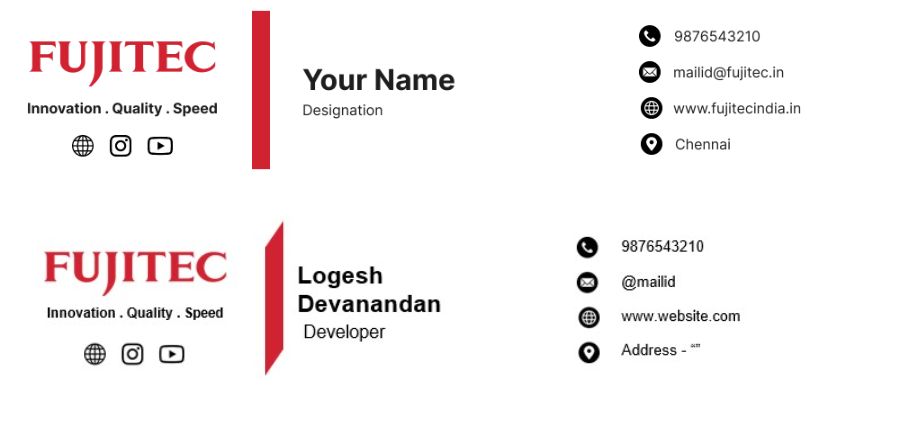 FUJITEC
Innovation . Quality . Speed
Your Name
Designation
9876543210
mailid@fujitec.in
www.fujitecindia.in
Chennai
FUJITEC
Innovation . Quality . Speed
Logesh
Devanandan
Developer
9876543210
@mailid
www.website.com
Address - “”